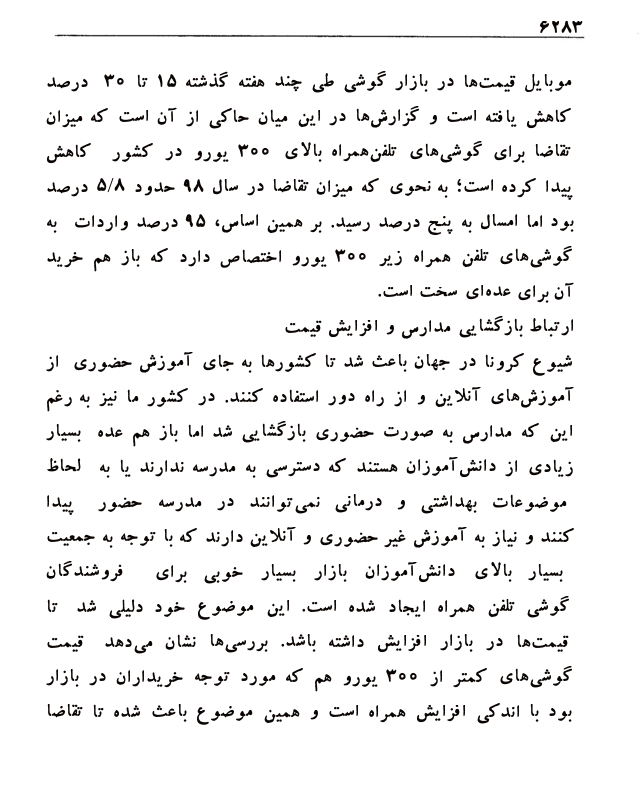 ۶۲۸۳
موبایل قیمت‌ها در بازار گوشی طی چند هفته گذشته ۱۵ تا ۳۰ درصد
کاهش یافته است و گزارش‌ها در این میان حاکی از آن است که میزان
تقاضا برای گوشی‌های تلفن‌همراه بالای ۳۰۰ یورو در کشور کاهش
پیدا کرده است؛ به نحوی که میزان تقاضا در سال ۹۸ حدود ۵/۸ درصد
بود اما امسال به پنج درصد رسید. بر همین اساس، ۹۵ درصد واردات به
گوشی‌های تلفن همراه زیر ۳۰۰ یورو اختصاص دارد که باز هم خرید
آن برای عده‌ای سخت است.
ارتباط بازگشایی مدارس و افزایش قیمت
شیوع کرونا در جهان باعث شد تا کشورها به جای آموزش حضوری از
آموزش‌های آنلاین و از راه دور استفاده کنند. در کشور ما نیز به رغم
این که مدارس به صورت حضوری بازگشایی شد اما باز هم عده بسیار
زیادی از دانش‌آموزان هستند که دسترسی به مدرسه ندارند یا به لحاظ
موضوعات بهداشتی و درمانی نمی‌توانند در مدرسه حضور پیدا
کنند و نیاز به آموزش غیر حضوری و آنلاین دارند که با توجه به جمعیت
بسیار بالای دانش‌آموزان بازار بسیار خوبی برای فروشندگان
گوشی تلفن همراه ایجاد شده است. این موضوع خود دلیلی شد تا
قیمت‌ها در بازار افزایش داشته باشد. بررسی‌ها نشان می‌دهد قیمت
گوشی‌های کمتر از ۳۰۰ یورو هم که مورد توجه خریداران در بازار
بود با اندکی افزایش همراه است و همین موضوع باعث شده تا تقاضا